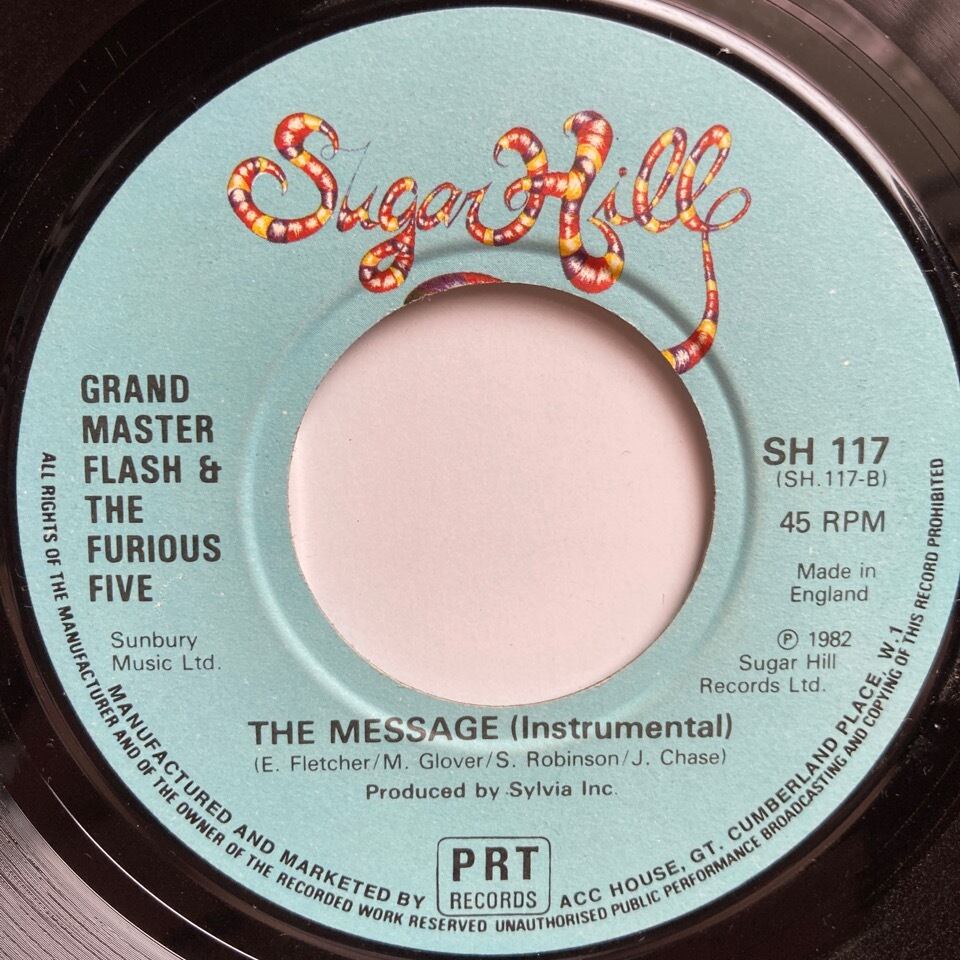 Sugar Hill
GRAND
MASTER
FLASH &
THE
FURIOUS
FIVE
Sunbury
Music Ltd.
SH 117
(SH.117-B)
45 RPM
Made in
England
℗ 1982
Sugar Hill
Records Ltd.
THE MESSAGE (Instrumental)
(E. Fletcher/M. Glover/S. Robinson/J. Chase)
Produced by Sylvia Inc.
MANUFACTURED AND MARKETED BY PRT RECORDS ACC HOUSE, GT. CUMBERLAND PLACE, W.1
ALL RIGHTS OF THE MANUFACTURER AND OF THE OWNER OF THE RECORDED WORK RESERVED UNAUTHORISED PUBLIC PERFORMANCE BROADCASTING AND COPYING OF THIS RECORD PROHIBITED